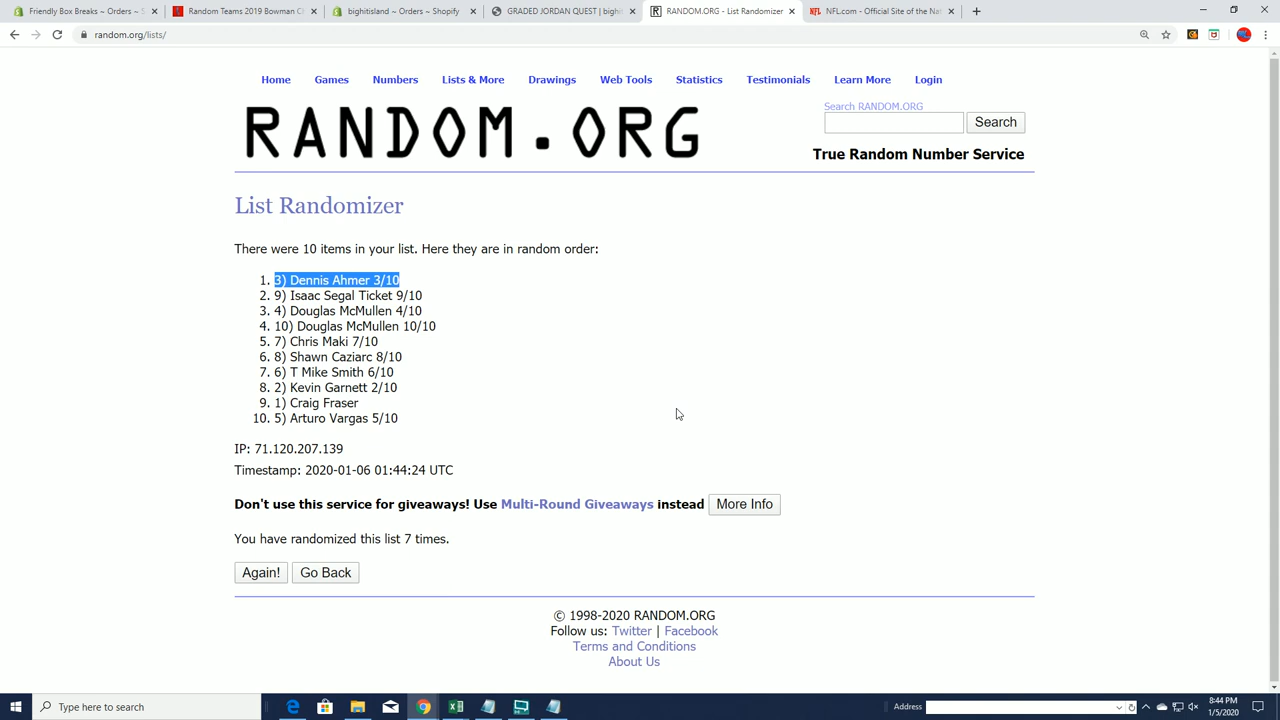 Friendly Box Breaks ~ Orders ~ S
Random Teams 2019 Bowman C
bighitisland ~ Orders ~ Shopify
GRADED JORDAN QUEST | bigh
RANDOM.ORG - List Randomizer
NFL.com - Official Site of the Nat
random.org/lists/
Home Games Numbers Lists & More Drawings Web Tools Statistics Testimonials Learn More Login
RANDOM.ORG
Search RANDOM.ORG
Search
True Random Number Service
List Randomizer
There were 10 items in your list. Here they are in random order:
1. 3) Dennis Ahmer 3/10
2. 9) Isaac Segal Ticket 9/10
3. 4) Douglas McMullen 4/10
4. 10) Douglas McMullen 10/10
5. 7) Chris Maki 7/10
6. 8) Shawn Caziarc 8/10
7. 6) T Mike Smith 6/10
8. 2) Kevin Garnett 2/10
9. 1) Craig Fraser
10. 5) Arturo Vargas 5/10
IP: 71.120.207.139
Timestamp: 2020-01-06 01:44:24 UTC
Don't use this service for giveaways! Use Multi-Round Giveaways instead More Info
You have randomized this list 7 times.
Again! Go Back
© 1998-2020 RANDOM.ORG
Follow us: Twitter | Facebook
Terms and Conditions
About Us
Type here to search
Address
8:44 PM
1/5/2020